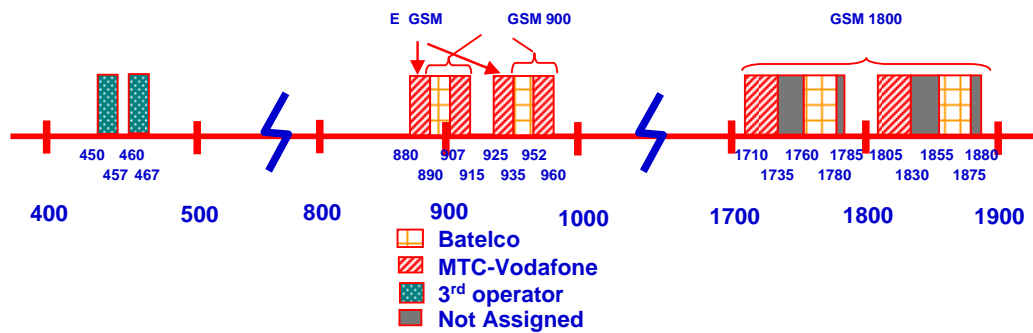 E GSM GSM 900 GSM 1800
450 460 880 907 925 952 1710 1760 1785 1805 1855 1880
457 467 890 915 935 960 1735 1780 1830 1875
400 500 800 900 1000 1700 1800 1900
Batelco
MTC-Vodafone
3rd operator
Not Assigned